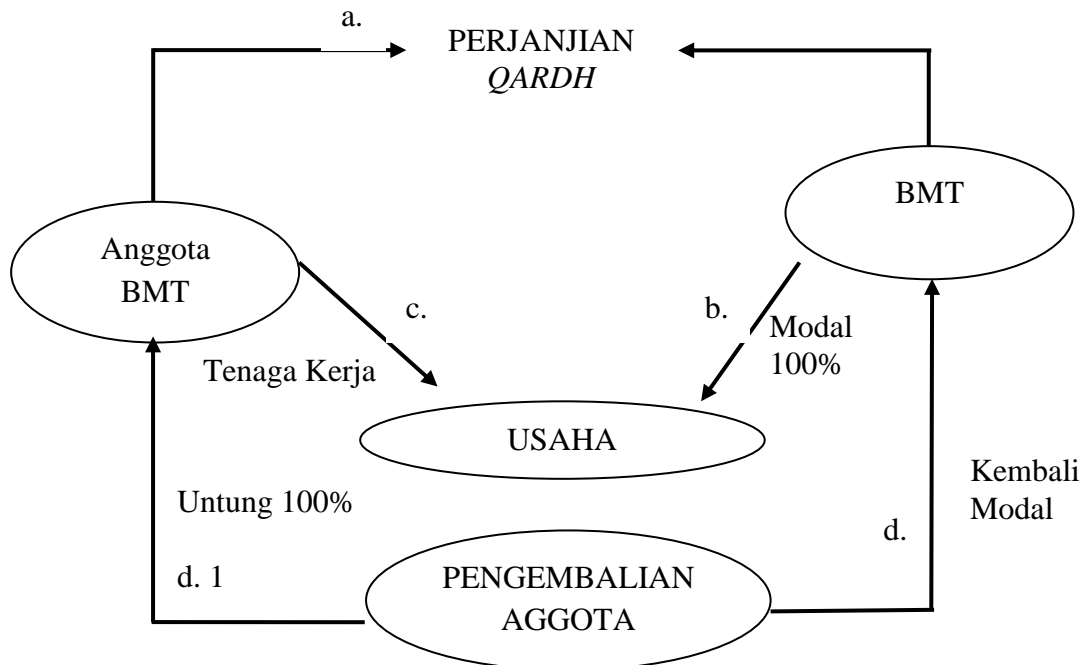 a.
PERJANJIAN
QARDH
BMT
Anggota
BMT
c.
b.
Modal
100%
Tenaga Kerja
USAHA
Kembali
Modal
Untung 100%
d.
d. 1
PENGEMBALIAN
AGGOTA